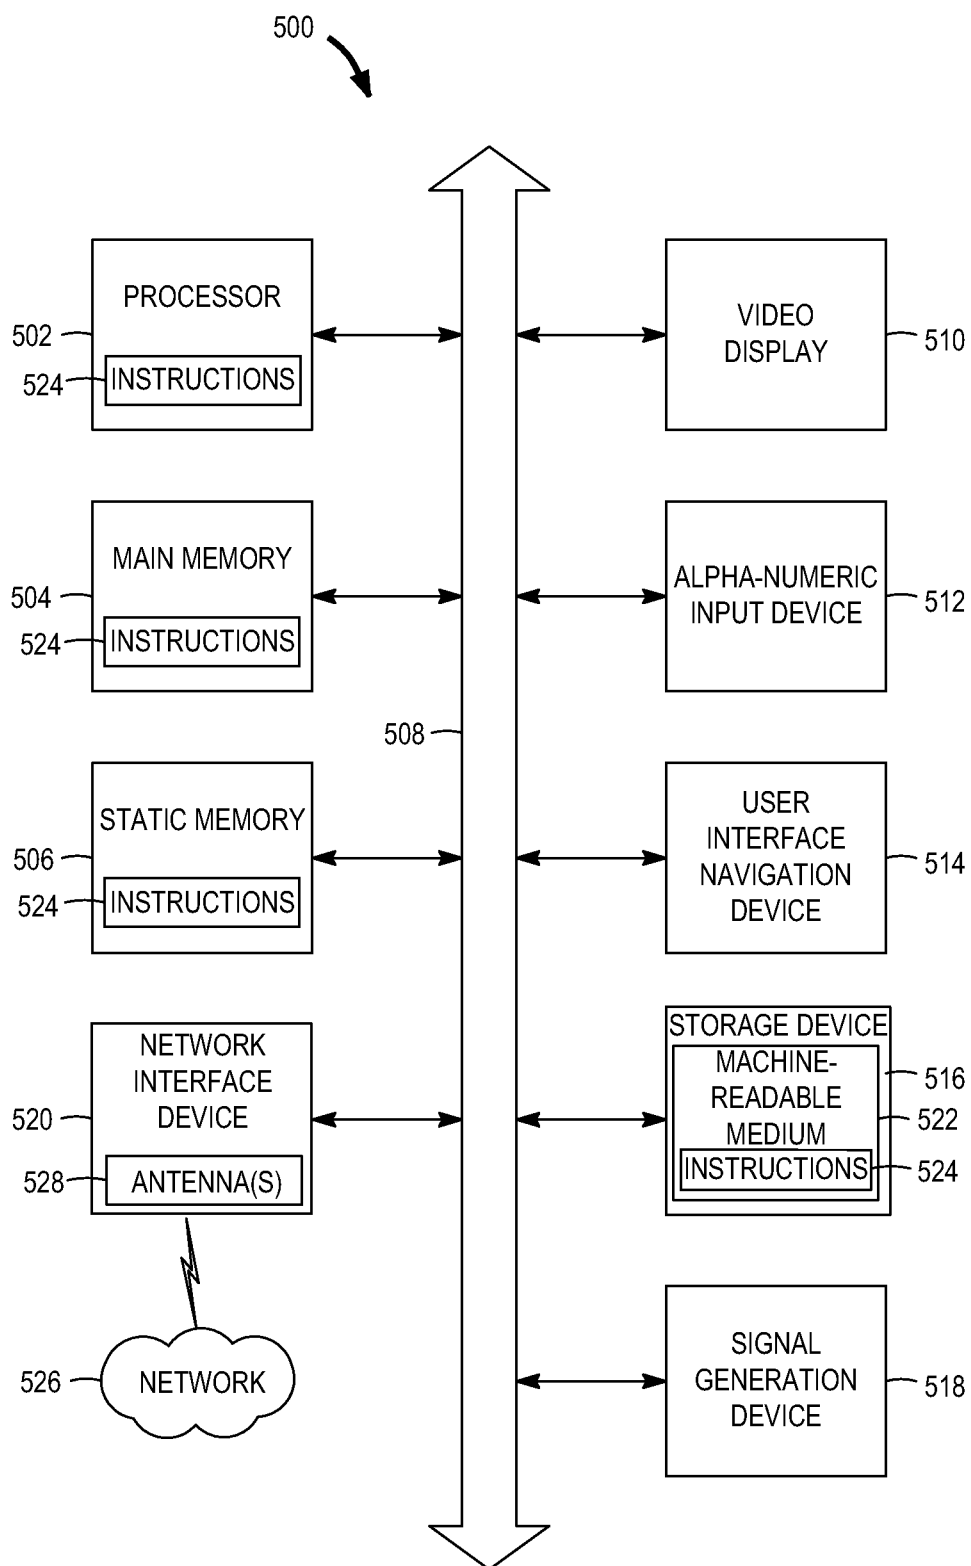 500
PROCESSOR
502
524
INSTRUCTIONS
MAIN MEMORY
504
524
INSTRUCTIONS
508
STATIC MEMORY
506
524
INSTRUCTIONS
NETWORK
INTERFACE
DEVICE
520
528
ANTENNA(S)
526
NETWORK
VIDEO
DISPLAY
510
ALPHA-NUMERIC
INPUT DEVICE
512
USER
INTERFACE
NAVIGATION
DEVICE
514
STORAGE DEVICE
MACHINE-
READABLE
MEDIUM
516
522
INSTRUCTIONS
524
SIGNAL
GENERATION
DEVICE
518